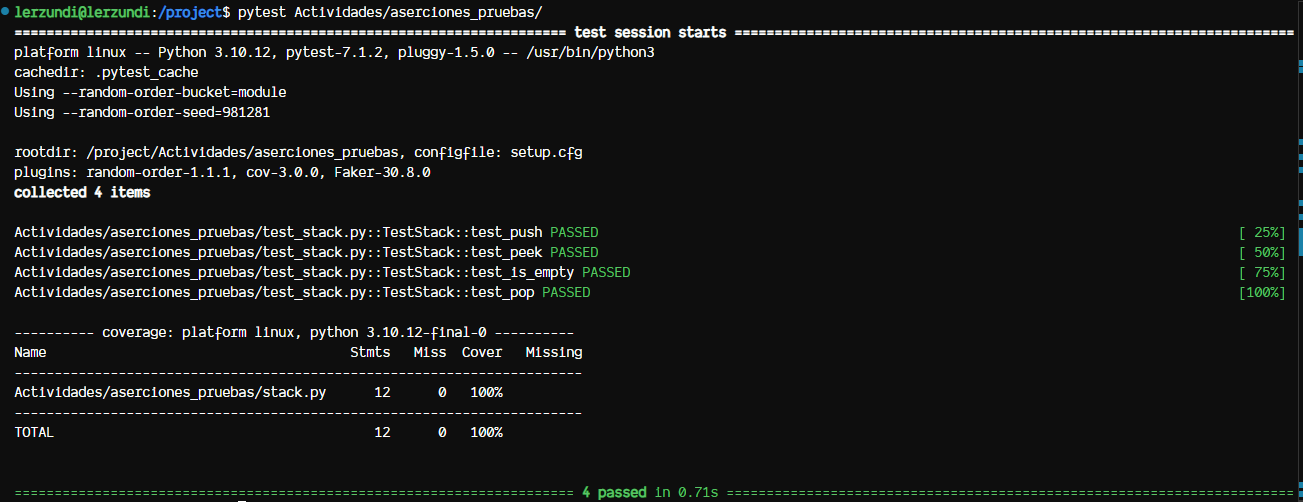 lerzundi@lerzundi:/project$ pytest Actividades/aserciones_pruebas/
===================================================================== test session starts ======================================================================
platform linux -- Python 3.10.12, pytest-7.1.2, pluggy-1.5.0 -- /usr/bin/python3
cachedir: .pytest_cache
Using --random-order-bucket=module
Using --random-order-seed=981281
rootdir: /project/Actividades/aserciones_pruebas, configfile: setup.cfg
plugins: random-order-1.1.1, cov-3.0.0, Faker-30.8.0
collected 4 items
Actividades/aserciones_pruebas/test_stack.py::TestStack::test_push PASSED [ 25%]
Actividades/aserciones_pruebas/test_stack.py::TestStack::test_peek PASSED [ 50%]
Actividades/aserciones_pruebas/test_stack.py::TestStack::test_is_empty PASSED [ 75%]
Actividades/aserciones_pruebas/test_stack.py::TestStack::test_pop PASSED [100%]
---------- coverage: platform linux, python 3.10.12-final-0 ----------
Name Stmts Miss Cover Missing
-----------------------------------------------------------------------
Actividades/aserciones_pruebas/stack.py 12 0 100%
-----------------------------------------------------------------------
TOTAL 12 0 100%
====================================================================== 4 passed in 0.71s =======================================================================